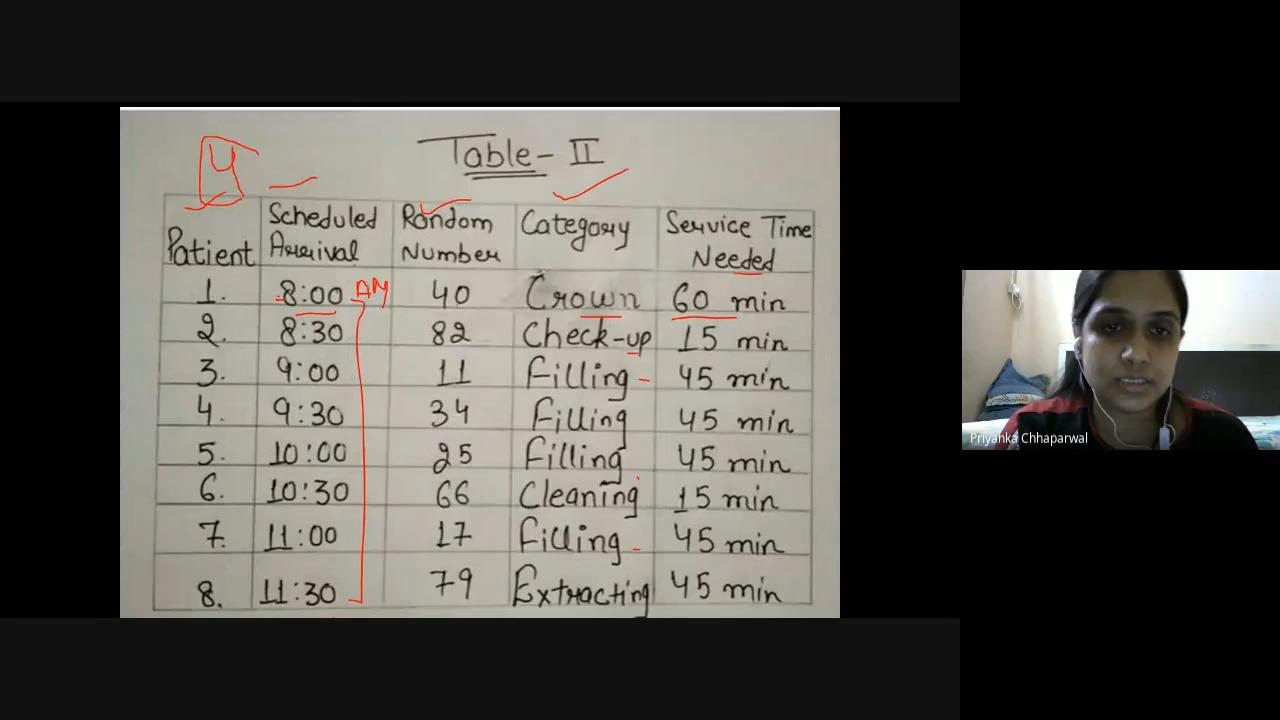 4
Table - II
Patient Scheduled Arrival Random Number Category Service Time Needed
1. 8:00 AM 40 Crown 60 min
2. 8:30 82 Check-up 15 min
3. 9:00 11 Filling 45 min
4. 9:30 34 Filling 45 min
5. 10:00 25 Filling 45 min
6. 10:30 66 Cleaning 15 min
7. 11:00 17 Filling 45 min
8. 11:30 79 Extracting 45 min
Priyanka Chhaparwal